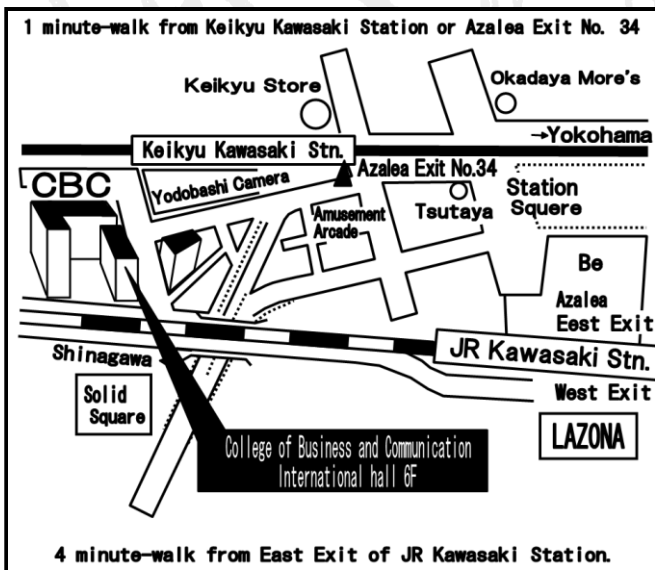 1 minute-walk from Keikyu Kawasaki Station or Azalea Exit No. 34
Keikyu Store
Okadaya More's
→Yokohama
Keikyu Kawasaki Stn.
CBC
Yodobashi Camera
Azalea Exit No.34
Amusement
Arcade
Tsutaya
Station
Squere
Be
Azalea
Eest Exit
JR Kawasaki Stn.
Shinagawa
West Exit
Solid
Square
LAZONA
College of Business and Communication
International hall 6F
4 minute-walk from East Exit of JR Kawasaki Station.